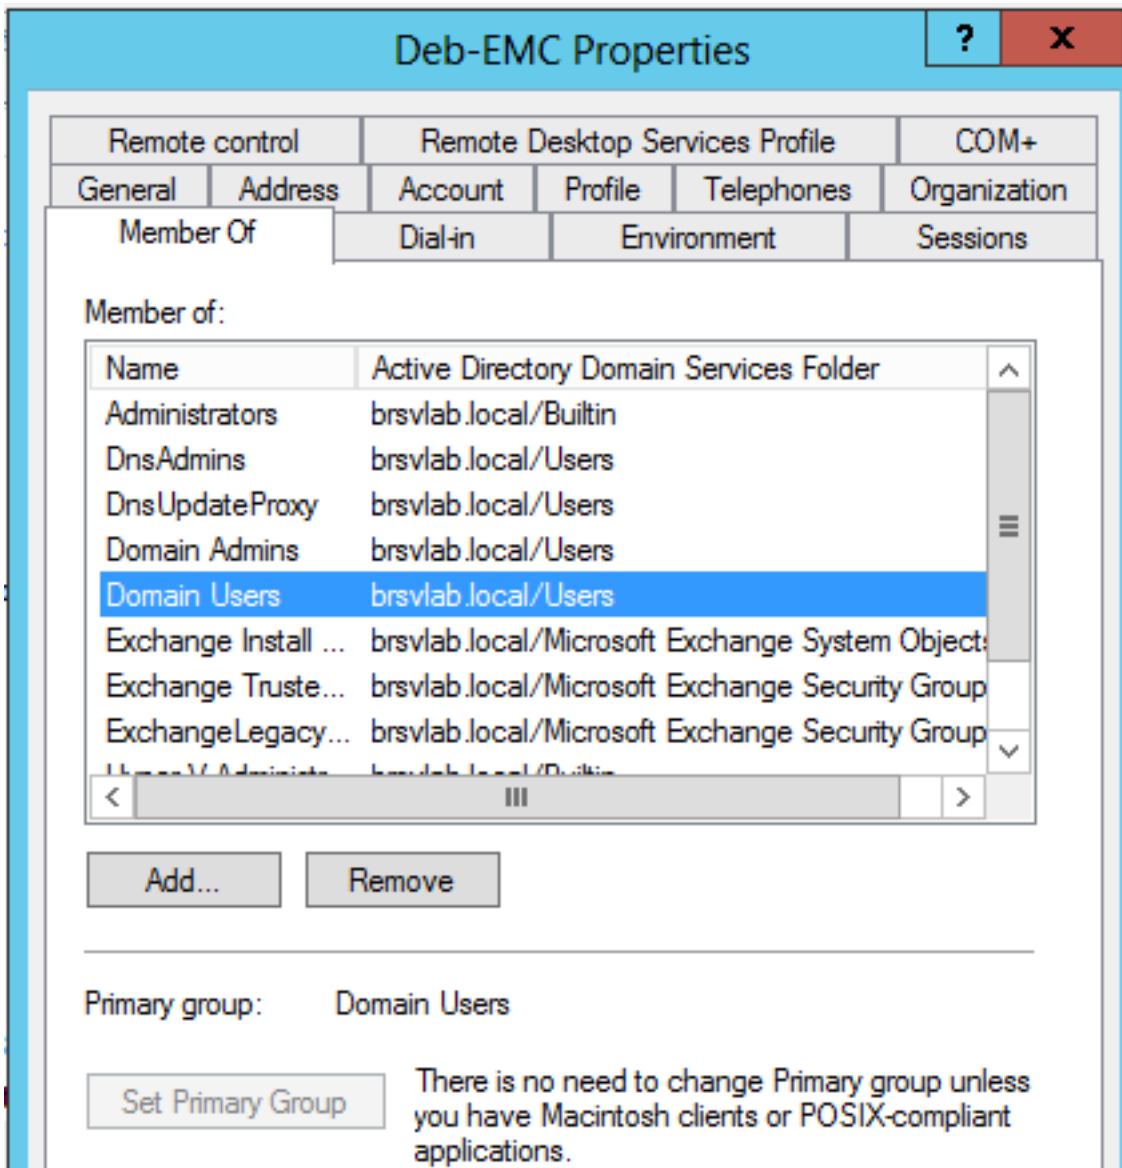 Deb-EMC Properties
?
x
Remote control Remote Desktop Services Profile COM+
General Address Account Profile Telephones Organization
Member Of Dial-in Environment Sessions
Member of:
Name Active Directory Domain Services Folder
Administrators brsvlab.local/Builtin
DnsAdmins brsvlab.local/Users
DnsUpdateProxy brsvlab.local/Users
Domain Admins brsvlab.local/Users
Domain Users brsvlab.local/Users
Exchange Install ... brsvlab.local/Microsoft Exchange System Objects
Exchange Truste... brsvlab.local/Microsoft Exchange Security Group
ExchangeLegacy... brsvlab.local/Microsoft Exchange Security Group
Hyper-V Administr... brsvlab.local/Builtin
Add... Remove
Primary group: Domain Users
Set Primary Group
There is no need to change Primary group unless
you have Macintosh clients or POSIX-compliant
applications.